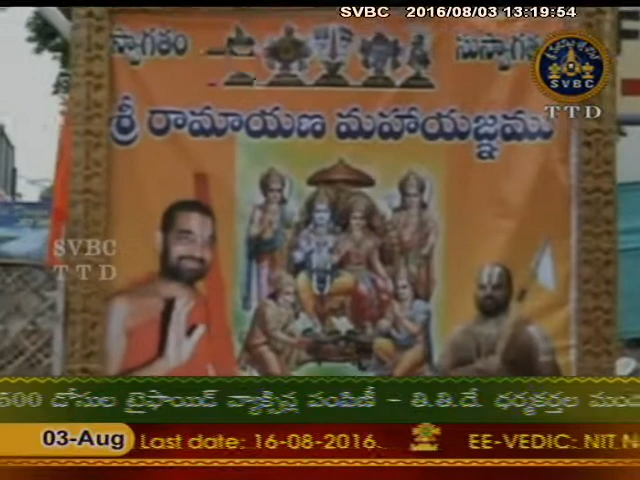 SVBC 2016/08/03 13:19:54
స్వాగతం
సుస్వాగతం
SVBC
TTD
శ్రీ రామాయణ మహాయజ్ఞము
SVBC
TTD
500 డోసుల టైఫాయిడ్ వ్యాక్సిన్ల పంపిణీ - తి.తి.దే. ధర్మకర్తల
03-Aug Last date: 16-08-2016. EE-VEDIC: NIT